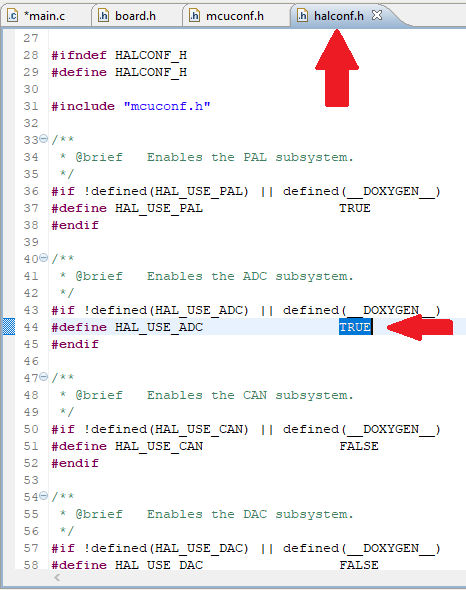 *main.c board.h mcuconf.h halconf.h
27
28 #ifndef HALCONF_H
29 #define HALCONF_H
30
31 #include "mcuconf.h"
32
33 /**
34 * @brief Enables the PAL subsystem.
35 */
36 #if !defined(HAL_USE_PAL) || defined(__DOXYGEN__)
37 #define HAL_USE_PAL TRUE
38 #endif
39
40 /**
41 * @brief Enables the ADC subsystem.
42 */
43 #if !defined(HAL_USE_ADC) || defined(__DOXYGEN__)
44 #define HAL_USE_ADC TRUE
45 #endif
46
47 /**
48 * @brief Enables the CAN subsystem.
49 */
50 #if !defined(HAL_USE_CAN) || defined(__DOXYGEN__)
51 #define HAL_USE_CAN FALSE
52 #endif
53
54 /**
55 * @brief Enables the DAC subsystem.
56 */
57 #if !defined(HAL_USE_DAC) || defined(__DOXYGEN__)
58 #define HAL_USE_DAC FALSE